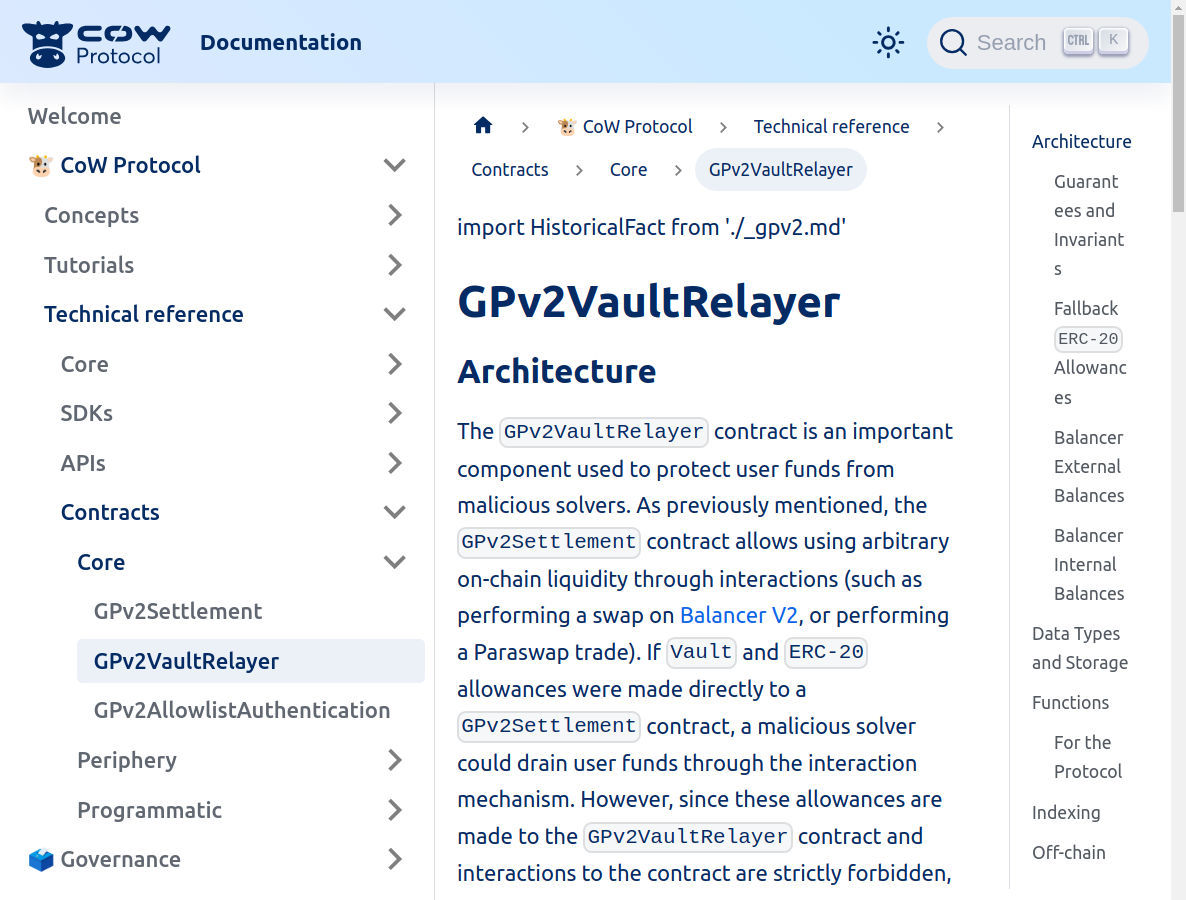 COW Protocol
Documentation
Search CTRL K
Welcome
CoW Protocol
Concepts
Tutorials
Technical reference
Core
SDKs
APIs
Contracts
Core
GPv2Settlement
GPv2VaultRelayer
GPv2AllowlistAuthentication
Periphery
Programmatic
Governance
CoW Protocol Technical reference
Contracts Core GPv2VaultRelayer
import HistoricalFact from './_gpv2.md'
GPv2VaultRelayer
Architecture
The GPv2VaultRelayer contract is an important
component used to protect user funds from
malicious solvers. As previously mentioned, the
GPv2Settlement contract allows using arbitrary
on-chain liquidity through interactions (such as
performing a swap on Balancer V2, or performing
a Paraswap trade). If Vault and ERC-20
allowances were made directly to a
GPv2Settlement contract, a malicious solver
could drain user funds through the interaction
mechanism. However, since these allowances are
made to the GPv2VaultRelayer contract and
interactions to the contract are strictly forbidden,
Architecture
Guarant
ees and
Invariant
s
Fallback
ERC-20
Allowanc
es
Balancer
External
Balances
Balancer
Internal
Balances
Data Types
and Storage
Functions
For the
Protocol
Indexing
Off-chain